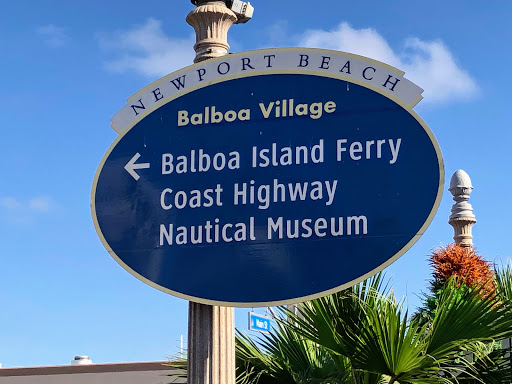 NEWPORT BEACH
Balboa Village
← Balboa Island Ferry
Coast Highway
Nautical Museum